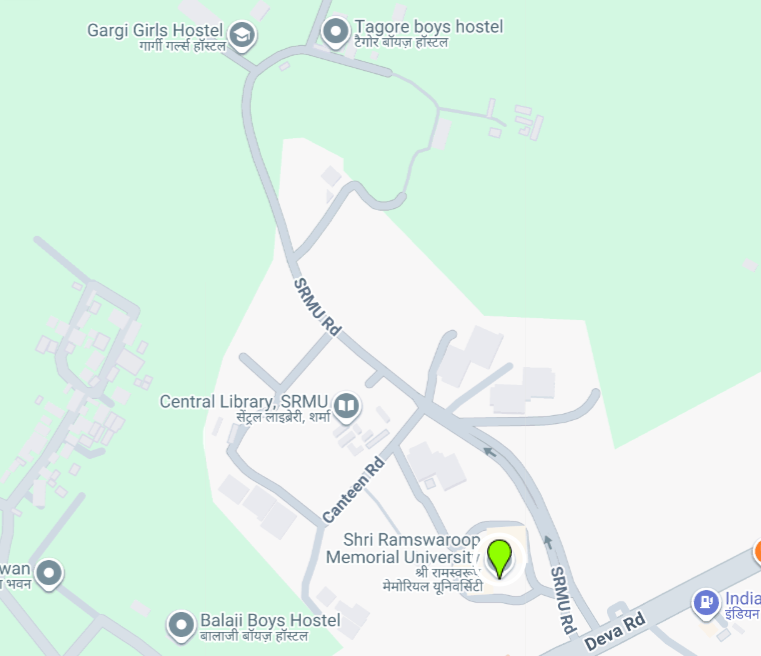 Gargi Girls Hostel
गार्गी गर्ल्स हॉस्टल
Tagore boys hostel
टैगोर बॉयज़ हॉस्टल
SRMU Rd
Central Library, SRMU
सेंट्रल लाइब्रेरी, शर्मा
Canteen Rd
Shri Ramswaroop
Memorial University
श्री रामस्वरूप
मेमोरियल यूनिवर्सिटी
SRMU Rd
wan
भवन
Balaji Boys Hostel
बालाजी बॉयज़ हॉस्टल
Deva Rd
India
इंडियन